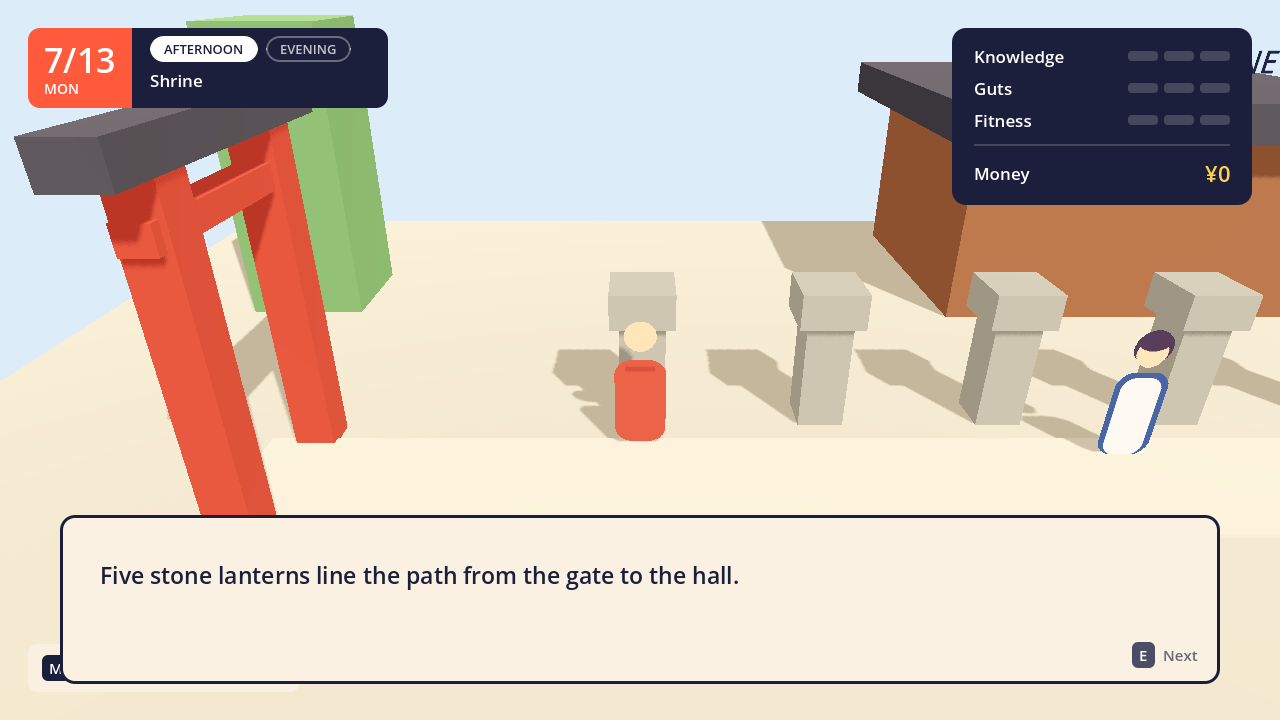 7/13
MON
AFTERNOON
EVENING
Shrine
Knowledge
Guts
Fitness
Money
¥0
NE
Five stone lanterns line the path from the gate to the hall.
M
E
Next